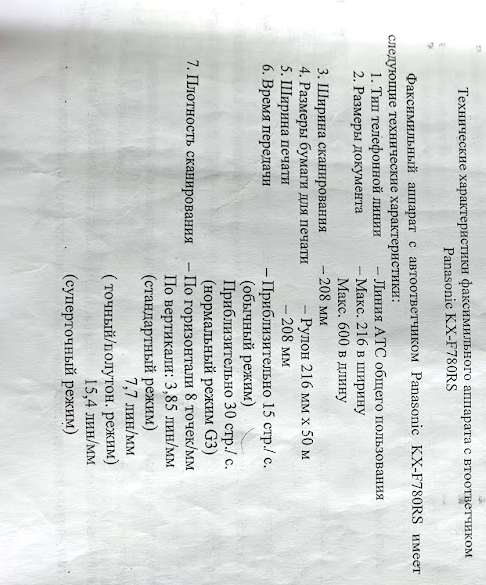 Технические характеристики факсимильного аппарата с втоответчиком
Panasonic KX-F780RS
Факсимильный аппарат с автоответчиком Panasonic KX-F780RS имеет
следующие технические характеристики:
1. Тип телефонной линии – Линия АТС общего пользования
2. Размеры документа – Макс. 216 в ширину
Макс. 600 в длину
3. Ширина сканирования – 208 мм
4. Размеры бумаги для печати – Рулон 216 мм x 50 м
5. Ширина печати – 208 мм
6. Время передачи – Приблизительно 15 стр./ с.
(обычный режим)
Приблизительно 30 стр./ с.
(нормальный режим G3)
7. Плотность сканирования – По горизонтали 8 точек/мм
По вертикали: 3,85 лин/мм
(стандартный режим)
7,7 лин/мм
( точный/полутон. режим)
15,4 лин/мм
(суперточный режим)